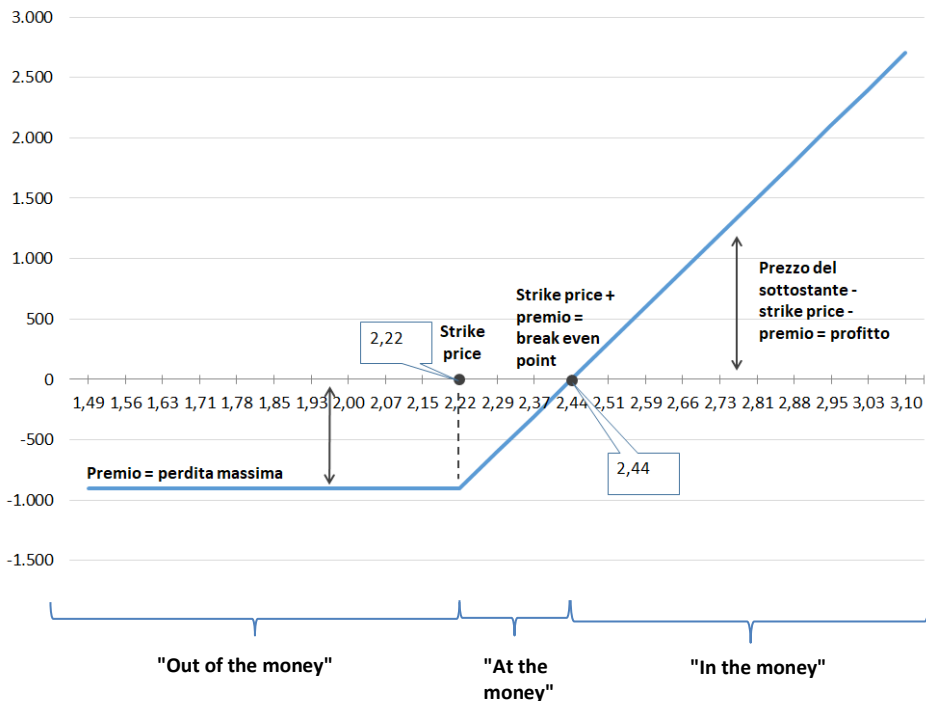 3.000
2.500
2.000
1.500
1.000
500
0
-500
-1.000
-1.500
1,49 1,56 1,63 1,71 1,78 1,85 1,93 2,00 2,07 2,15 2,22 2,29 2,37 2,44 2,51 2,59 2,66 2,73 2,81 2,88 2,95 3,03 3,10
2,22
Strike
price
Strike price +
premio =
break even
point
Prezzo del
sottostante -
strike price -
premio = profitto
Premio = perdita massima
2,44
"Out of the money"
"At the
money"
"In the money"